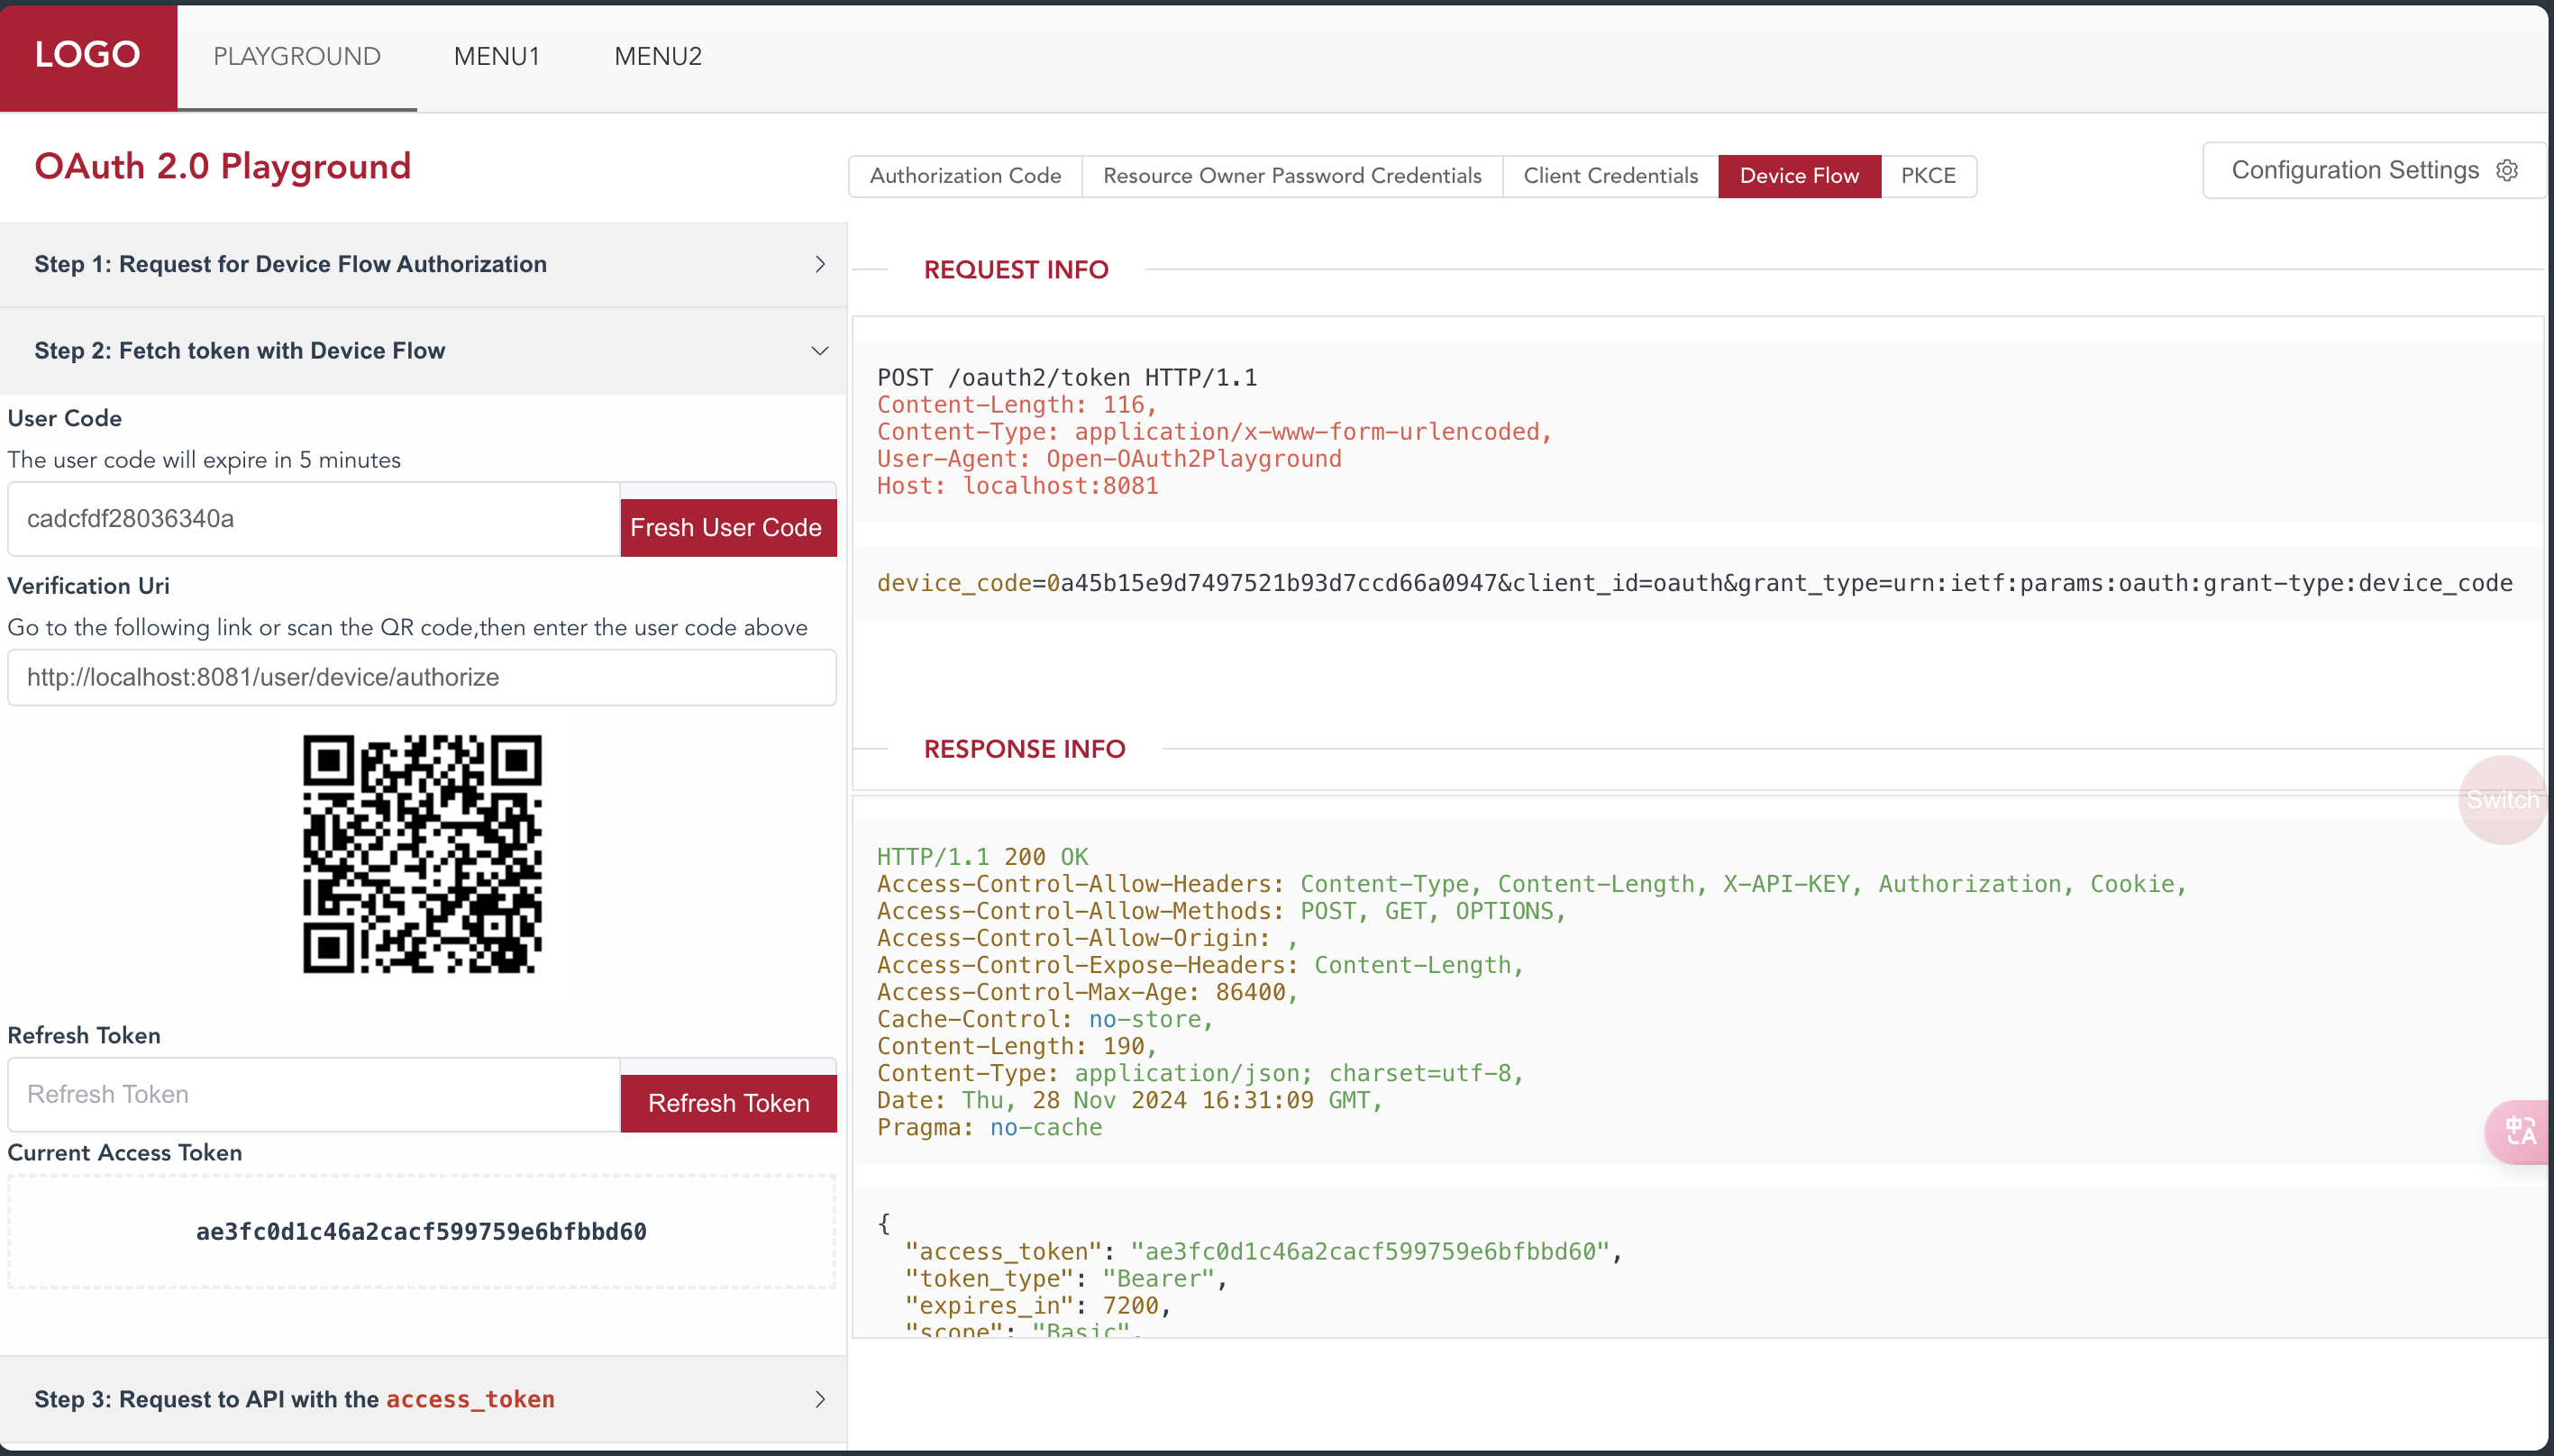 LOGO
PLAYGROUND
MENU1
MENU2
OAuth 2.0 Playground
Authorization Code
Resource Owner Password Credentials
Client Credentials
Device Flow
PKCE
Configuration Settings
Step 1: Request for Device Flow Authorization
Step 2: Fetch token with Device Flow
User Code
The user code will expire in 5 minutes
cadcfdf28036340a
Fresh User Code
Verification Uri
Go to the following link or scan the QR code,then enter the user code above
http://localhost:8081/user/device/authorize
Refresh Token
Refresh Token
Refresh Token
Current Access Token
ae3fc0d1c46a2cacf599759e6bfbbd60
Step 3: Request to API with the access_token
REQUEST INFO
POST /oauth2/token HTTP/1.1
Content-Length: 116,
Content-Type: application/x-www-form-urlencoded,
User-Agent: Open-OAuth2Playground
Host: localhost:8081
device_code=0a45b15e9d7497521b93d7ccd66a0947&client_id=oauth&grant_type=urn:ietf:params:oauth:grant-type:device_code
RESPONSE INFO
Switch
HTTP/1.1 200 OK
Access-Control-Allow-Headers: Content-Type, Content-Length, X-API-KEY, Authorization, Cookie,
Access-Control-Allow-Methods: POST, GET, OPTIONS,
Access-Control-Allow-Origin: ,
Access-Control-Expose-Headers: Content-Length,
Access-Control-Max-Age: 86400,
Cache-Control: no-store,
Content-Length: 190,
Content-Type: application/json; charset=utf-8,
Date: Thu, 28 Nov 2024 16:31:09 GMT,
Pragma: no-cache
中A
{
"access_token": "ae3fc0d1c46a2cacf599759e6bfbbd60",
"token_type": "Bearer",
"expires_in": 7200,
"scope": "Basic",